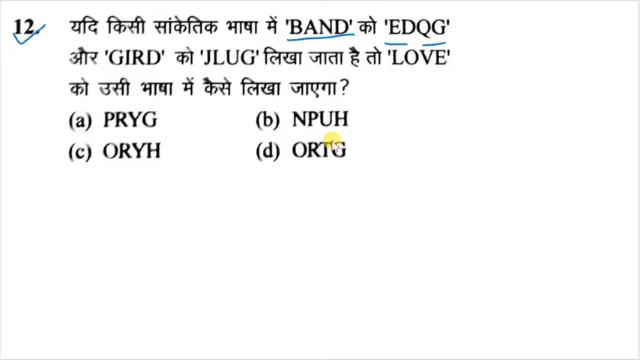 12. यदि किसी सांकेतिक भाषा में 'BAND' को 'EDQG'
और 'GIRD' को 'JLUG' लिखा जाता है तो 'LOVE'
को उसी भाषा में कैसे लिखा जाएगा?
(a) PRYG (b) NPUH
(c) ORYH (d) ORTG